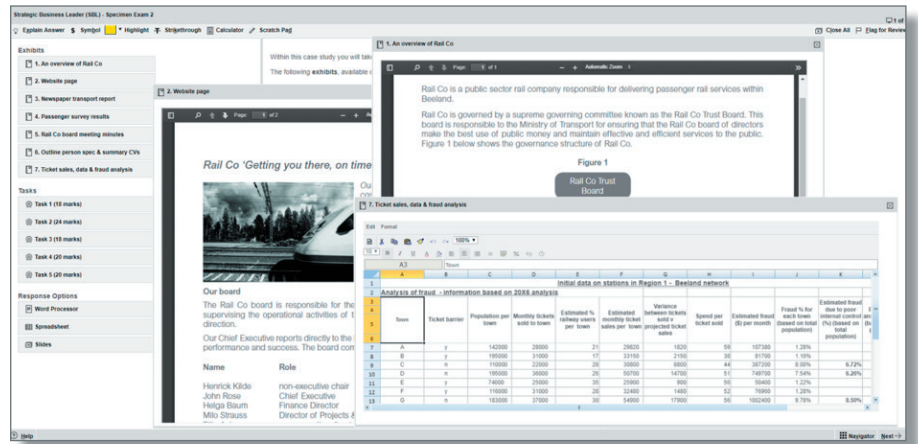 Strategic Business Leader (SBL) - Specimen Exam 2
1 of
Explain Answer
Symbol
Highlight
Strikethrough
Calculator
Scratch Pad
Close All
Flag for Review
Exhibits
1. An overview of Rail Co
2. Website page
3. Newspaper transport report
4. Passenger survey results
5. Rail Co board meeting minutes
6. Outline person spec & summary CVs
7. Ticket sales, data & fraud analysis
Tasks
Task 1 (18 marks)
Task 2 (24 marks)
Task 3 (18 marks)
Task 4 (20 marks)
Task 5 (20 marks)
Response Options
Word Processor
Spreadsheet
Slides
Within this case study you will tak
The following exhibits, available
2. Website page
Page: 1 of 2
Rail Co 'Getting you there, on time
Our board
The Rail Co board is responsible for the
supervising the operational activities of
direction.
Our Chief Executive reports directly to the
performance and success. The board com
Name Role
Henrick Kilde non-executive chair
John Rose Chief Executive
Helga Baum Finance Director
Milo Strauss Director of Projects &
1. An overview of Rail Co
Page: 1 of 1
Automatic Zoom
Rail Co is a public sector rail company responsible for delivering passenger rail services within
Beeland.
Rail Co is governed by a supreme governing committee known as the Rail Co Trust Board. This
board is responsible to the Ministry of Transport for ensuring that the Rail Co board of directors
make the best use of public money and maintain effective and efficient services to the public.
Figure 1 below shows the governance structure of Rail Co.
Figure 1
Rail Co Trust
Board
7. Ticket sales, data & fraud analysis
Edit Format
100%
10
A3 Town
A B C D E F G H I J K
1 Initial data on stations in Region 1 - Beeland network
2 Analysis of fraud - information based on 20X6 analysis
3
4
5
6
Town
Ticket barrier
Population per town
Monthly tickets sold to town
Estimated % railway users per town
Estimated monthly ticket sales per town
Variance between tickets sold v projected ticket sales
Spend per ticket sold
Estimated fraud ($) per month
Fraud % for each town (based on total population)
Estimated fraud due to poor internal control (%) (based on total population)
7 A y 142000 28000 21 29820 1820 59 107380 1.28%
8 B y 195000 31000 17 33150 2150 38 81700 1.10%
9 C n 110000 22000 28 30800 8800 44 387200 8.00% 6.72%
10 D n 195000 36000 26 50700 14700 51 749700 7.54% 6.26%
11 E y 74000 25000 35 25900 900 56 50400 1.22%
12 F y 116000 31000 28 32480 1480 52 76960 1.28%
13 G n 183000 37000 30 54900 17900 56 1002400 9.78% 8.50%
Help
Navigator
Next